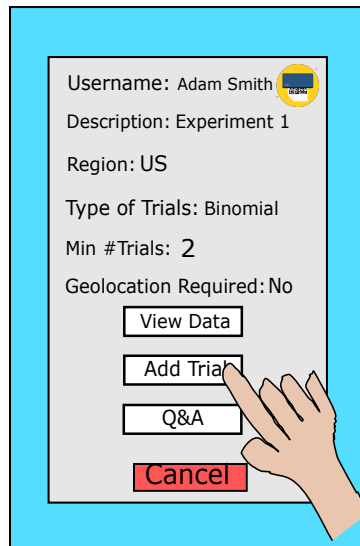 Username: Adam Smith
Description: Experiment 1
Region: US
Type of Trials: Binomial
Min #Trials: 2
Geolocation Required: No
View Data
Add Trial
Q&A
Cancel